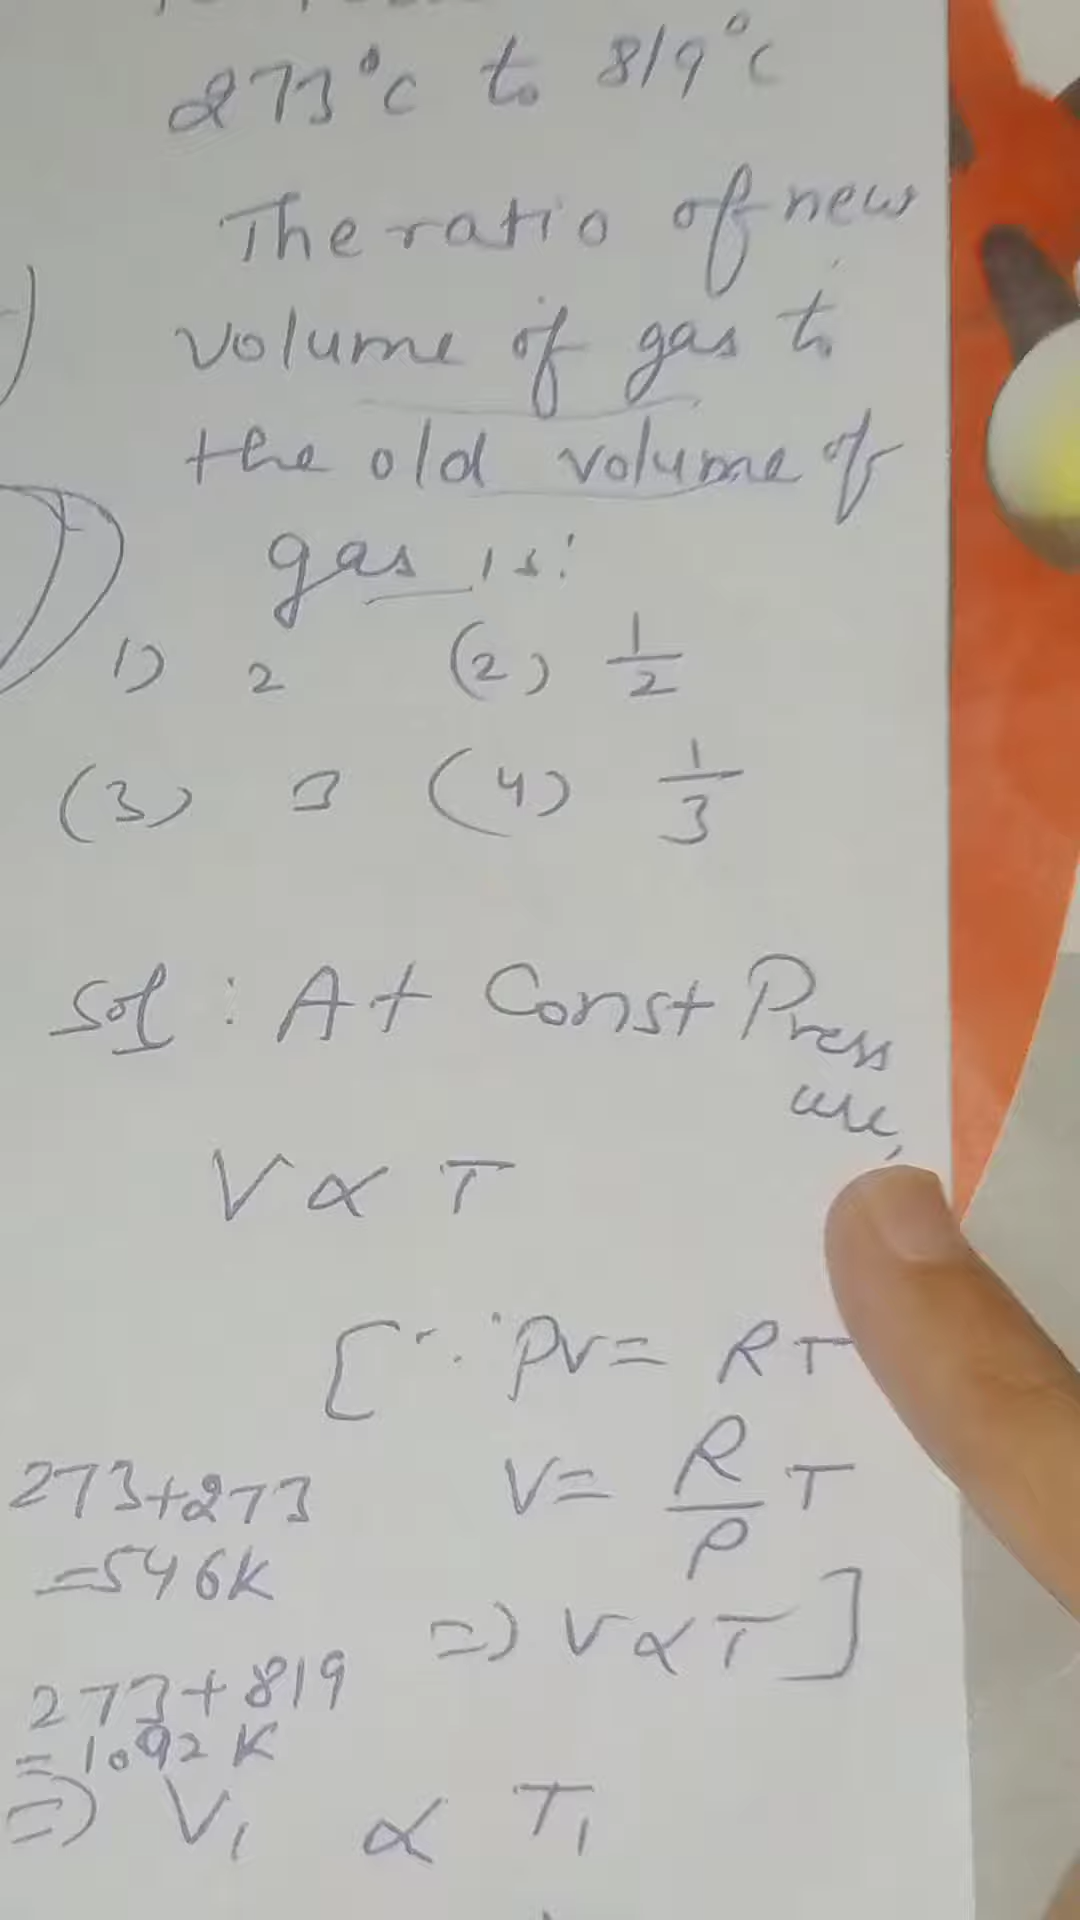 273°C to 819°C
The ratio of new
volume of gas to
the old volume of
gas is:
1) 2 (2) 1/2
(3) 3 (4) 1/3
Sol: At Const Press
ure,
V ∝ T
[∵ PV = RT
V = R/P T
273+273
=546K
=) V ∝ T]
273+819
=1092K
=) V₁ ∝ T₁